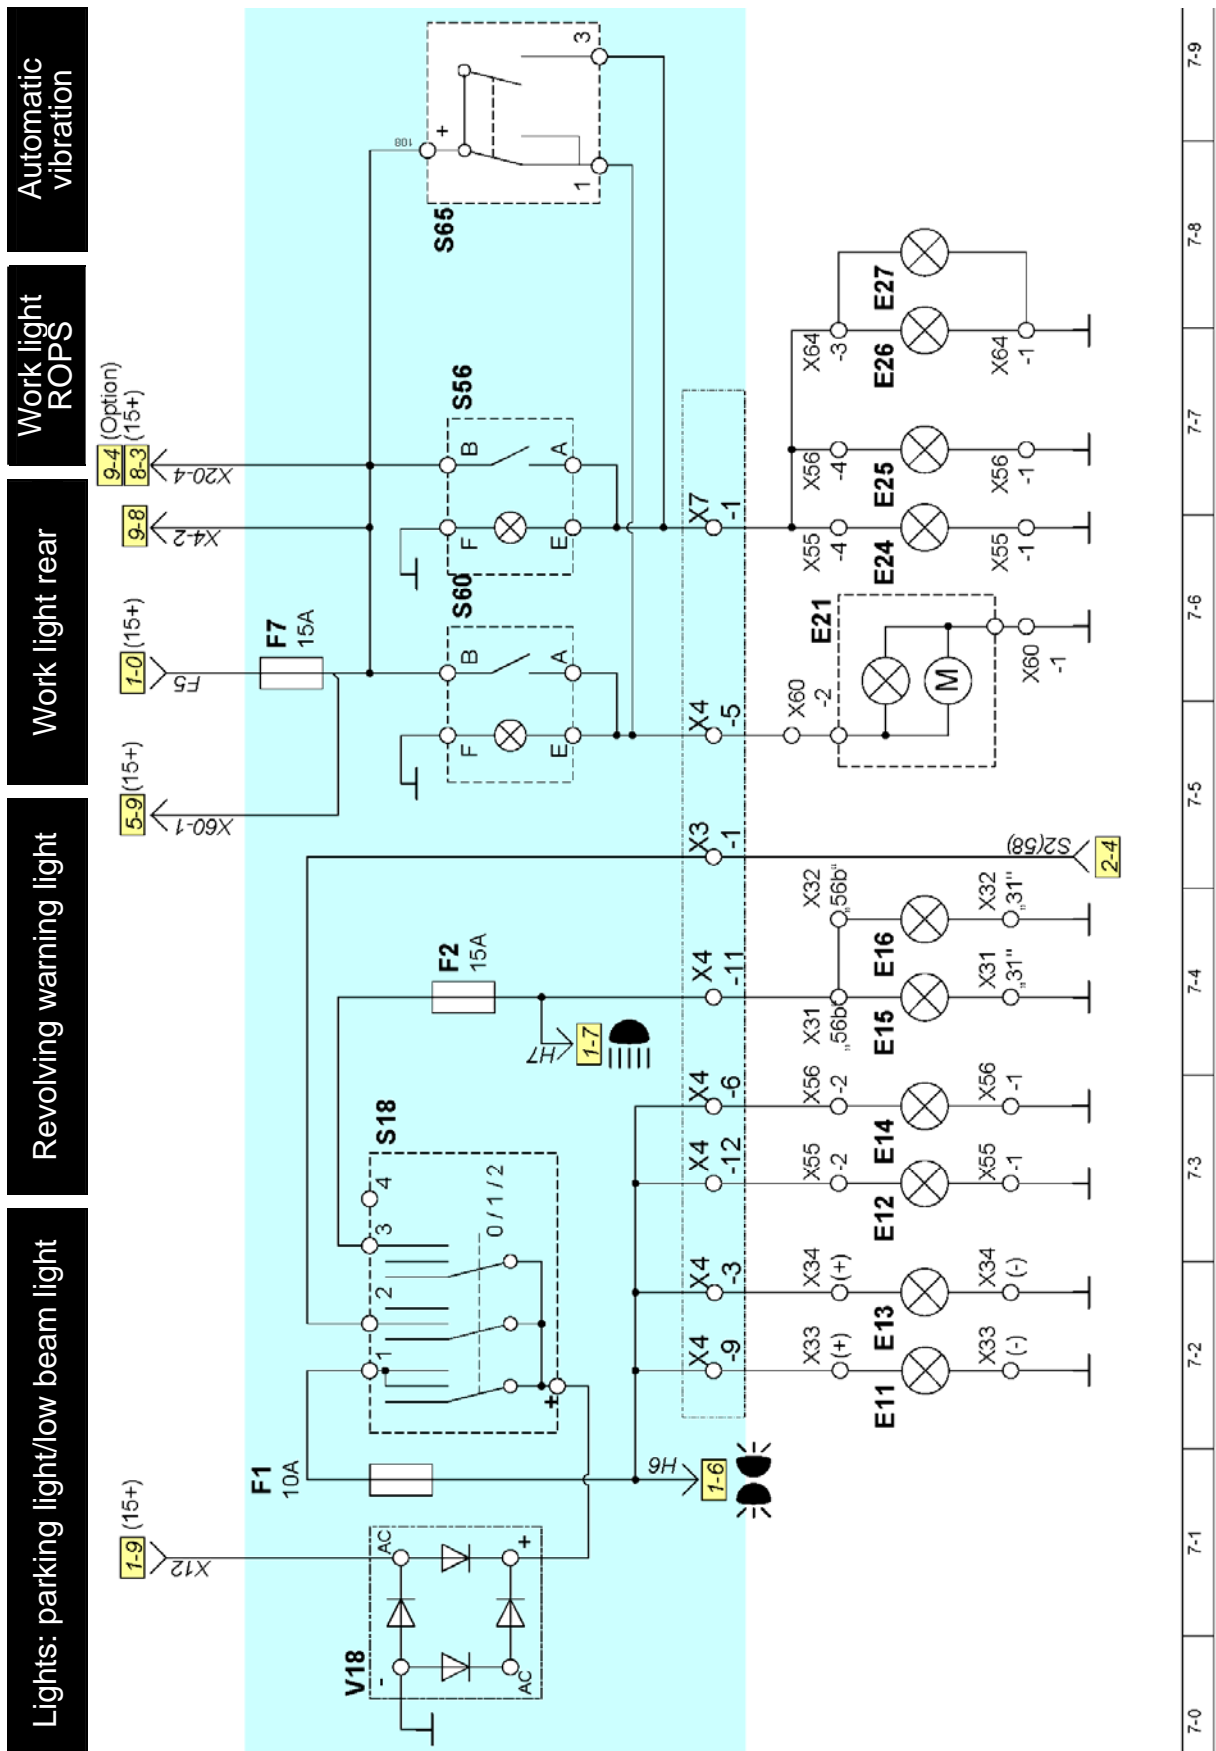 Lights: parking light/low beam light
Revolving warning light
Work light rear
Work light
ROPS
Automatic
vibration
1-9 (15+)
X12
5-9 (15+)
X60-1
1-0 (15+)
F5
9-8
X4-2
9-4 (Option)
8-3 (15+)
X20-4
V18
-
AC
AC
+
F1
10A
S18
1
2
3
4
+
0 / 1 / 2
F2
15A
H7
1-7
H6
1-6
F7
15A
S60
F
B
E
A
S56
F
B
E
A
S65
108
+
1
3
X4
-9
X4
-3
X4
-12
X4
-6
X4
-11
X3
-1
X4
-5
X7
-1
X33
(+)
E11
X33
(-)
X34
(+)
E13
X34
(-)
X55
-2
E12
X55
-1
X56
-2
E14
X56
-1
X31
„56b“
E15
X31
„31“
X32
„56b“
E16
X32
„31“
S2(58)
2-4
X60
-2
E21
M
X60
-1
X55
-4
E24
X55
-1
X56
-4
E25
X56
-1
X64
-3
E26
E27
X64
-1
7-0
7-1
7-2
7-3
7-4
7-5
7-6
7-7
7-8
7-9